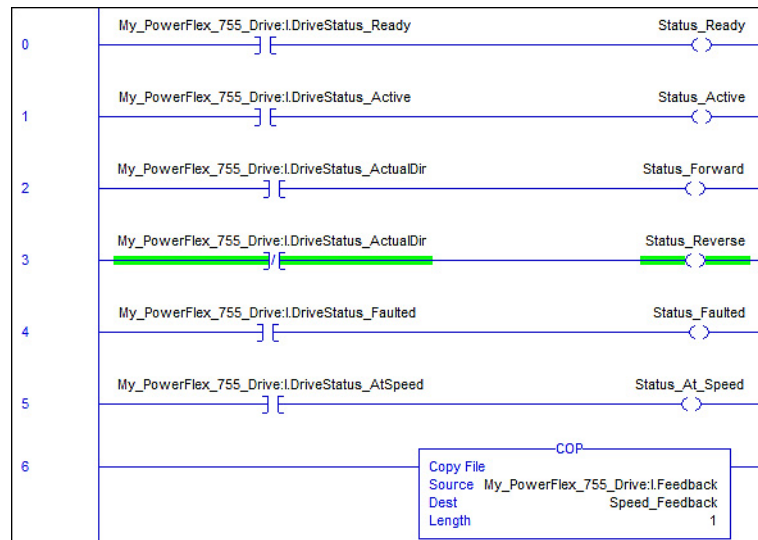 My_PowerFlex_755_Drive:I.DriveStatus_Ready Status_Ready
0
My_PowerFlex_755_Drive:I.DriveStatus_Active Status_Active
1
My_PowerFlex_755_Drive:I.DriveStatus_ActualDir Status_Forward
2
My_PowerFlex_755_Drive:I.DriveStatus_ActualDir Status_Reverse
3
My_PowerFlex_755_Drive:I.DriveStatus_Faulted Status_Faulted
4
My_PowerFlex_755_Drive:I.DriveStatus_AtSpeed Status_At_Speed
5
COP
6
Copy File
Source My_PowerFlex_755_Drive:I.Feedback
Dest Speed_Feedback
Length 1